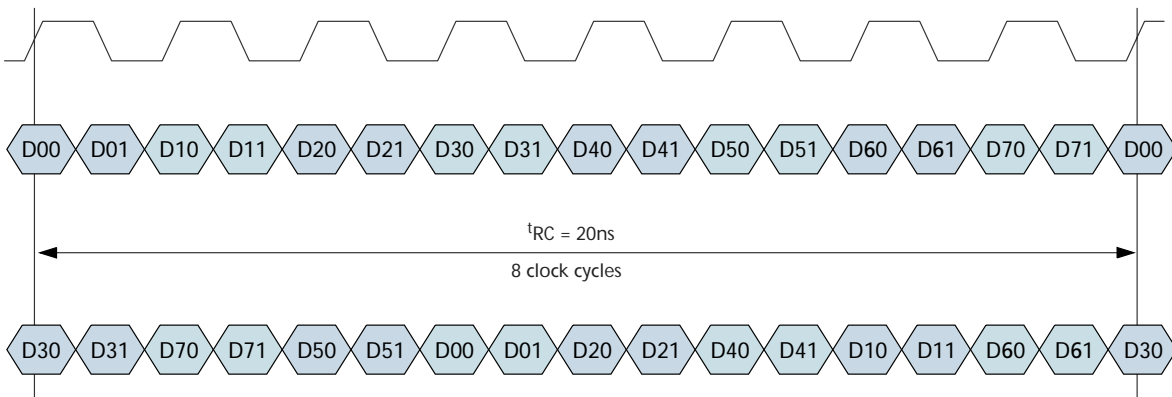 D00 D01 D10 D11 D20 D21 D30 D31 D40 D41 D50 D51 D60 D61 D70 D71 D00
tRC = 20ns
8 clock cycles
D30 D31 D70 D71 D50 D51 D00 D01 D20 D21 D40 D41 D10 D11 D60 D61 D30